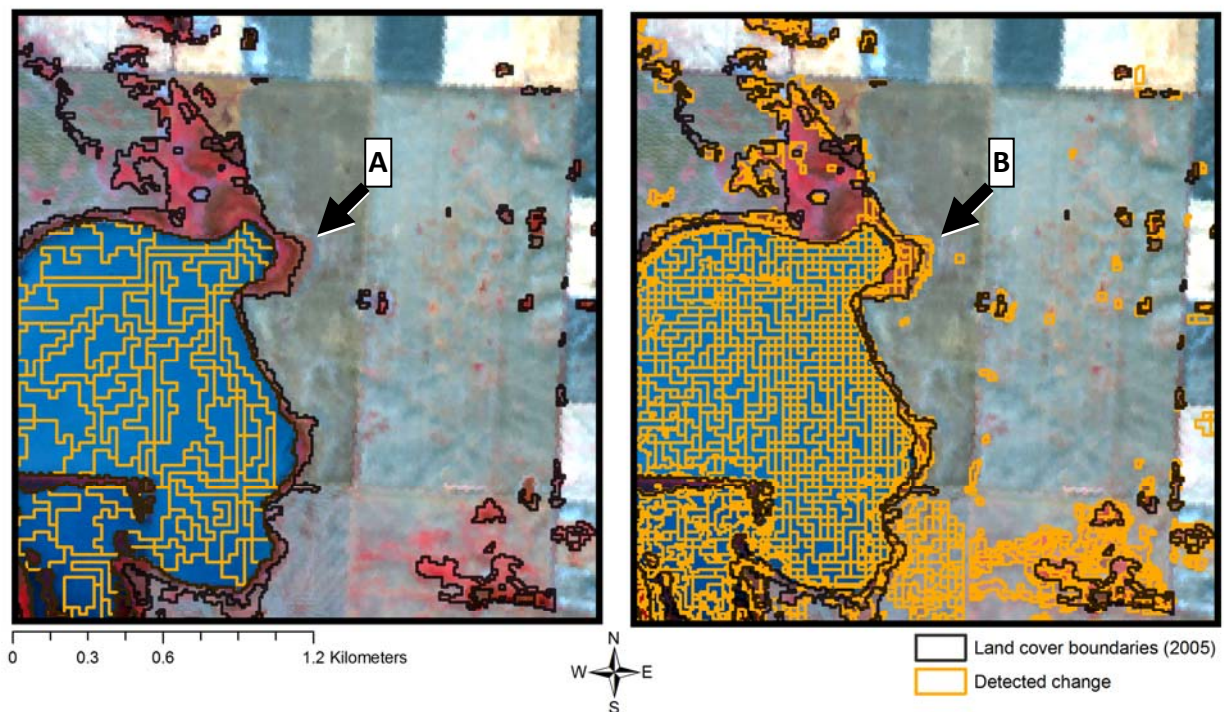 A
B
0 0.3 0.6 1.2 Kilometers
N
W E
S
Land cover boundaries (2005)
Detected change